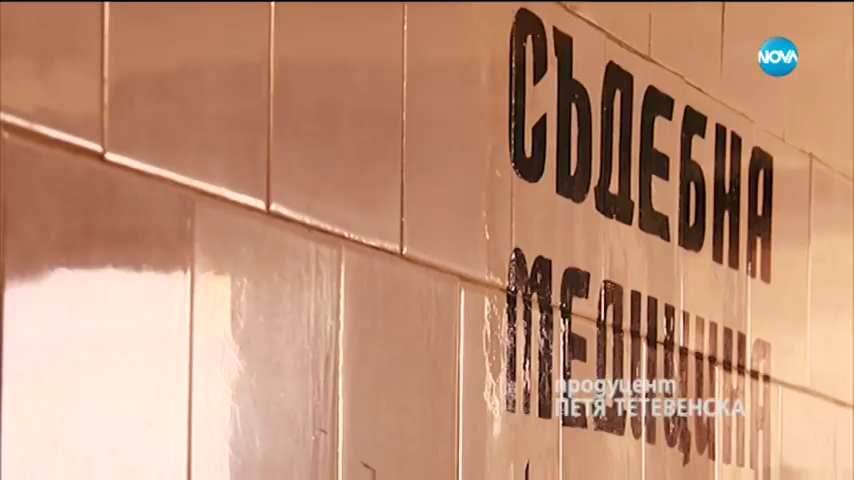 NOVA
СЪДЕБНА
МЕДИЦИНА
продуцент
ПЕТЯ ТЕТЕВЕНСКА